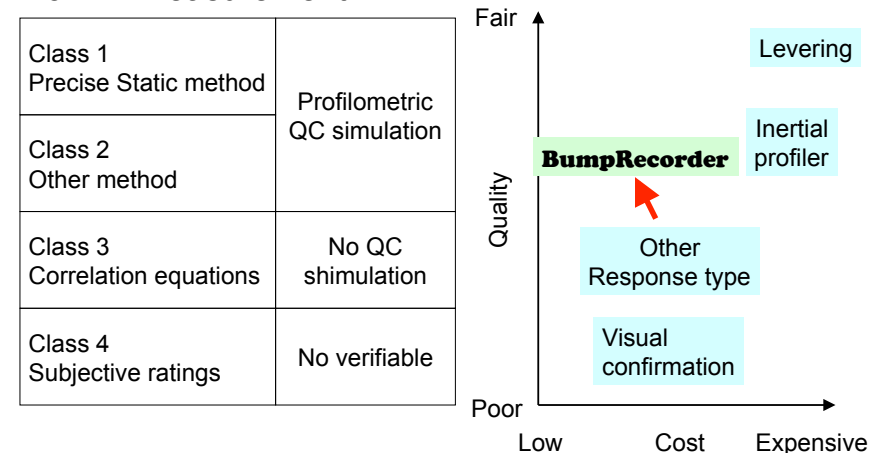 Class 1
Precise Static method
Profilometric
QC simulation
Class 2
Other method
Class 3
Correlation equations
No QC
shimulation
Class 4
Subjective ratings
No verifiable
Fair
Levering
Inertial
profiler
BumpRecorder
Quality
Other
Response type
Visual
confirmation
Poor
Low
Cost
Expensive